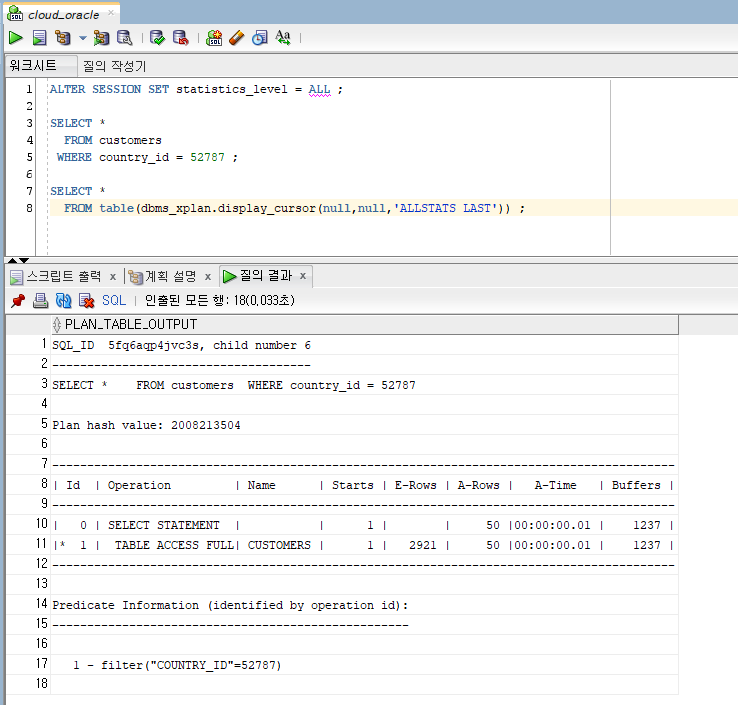 cloud_oracle
워크시트 질의 작성기
1 ALTER SESSION SET statistics_level = ALL ;
2
3 SELECT *
4 FROM customers
5 WHERE country_id = 52787 ;
6
7 SELECT *
8 FROM table(dbms_xplan.display_cursor(null,null,'ALLSTATS LAST')) ;
스크립트 출력 x 계획 설명 x 질의 결과 x
SQL | 인출된 모든 행: 18(0,033초)
PLAN_TABLE_OUTPUT
1 SQL_ID  5fq6aqp4jvc3s, child number 6
2 -------------------------------------
3 SELECT *    FROM customers  WHERE country_id = 52787
4
5 Plan hash value: 2008213504
6
7 -----------------------------------------------------------------------------------------
8 | Id  | Operation         | Name      | Starts | E-Rows | A-Rows |   A-Time   | Buffers |
9 -----------------------------------------------------------------------------------------
10 |   0 | SELECT STATEMENT  |           |      1 |        |     50 |00:00:00.01 |    1237 |
11 |*  1 |  TABLE ACCESS FULL| CUSTOMERS |      1 |   2921 |     50 |00:00:00.01 |    1237 |
12 -----------------------------------------------------------------------------------------
13
14 Predicate Information (identified by operation id):
15 ---------------------------------------------------
16
17    1 - filter("COUNTRY_ID"=52787)
18